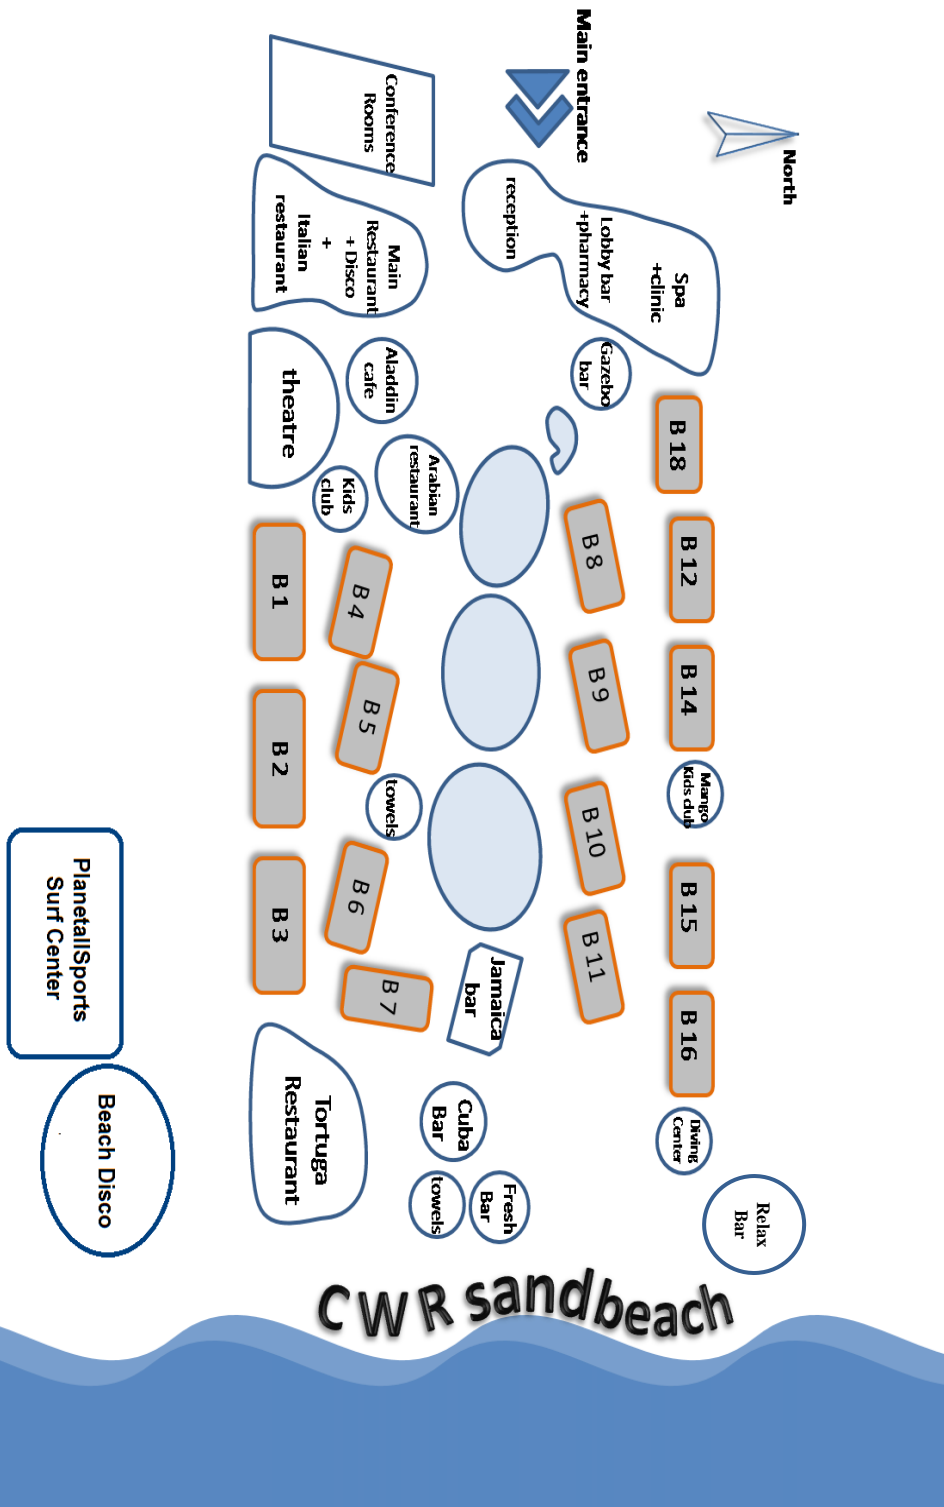 Main entrance
North
Conference
Rooms
reception
Lobby bar
+pharmacy
Spa
+clinic
Main
Restaurant
+Disco
+
Italian
restaurant
theatre
Aladdin
cafe
Gazebo
bar
Arabian
restaurant
Kids
club
B 18
B 12
B 14
Mango
Kids club
B 15
B 16
B 8
B 9
B 10
B 11
B 1
B 2
B 3
B 4
B 5
towels
B 6
B 7
Jamaica
bar
PlanetallSports
Surf Center
Beach Disco
Tortuga
Restaurant
Cuba
Bar
towels
Fresh
Bar
Diving
Center
Relax
Bar
CWR sandbeach